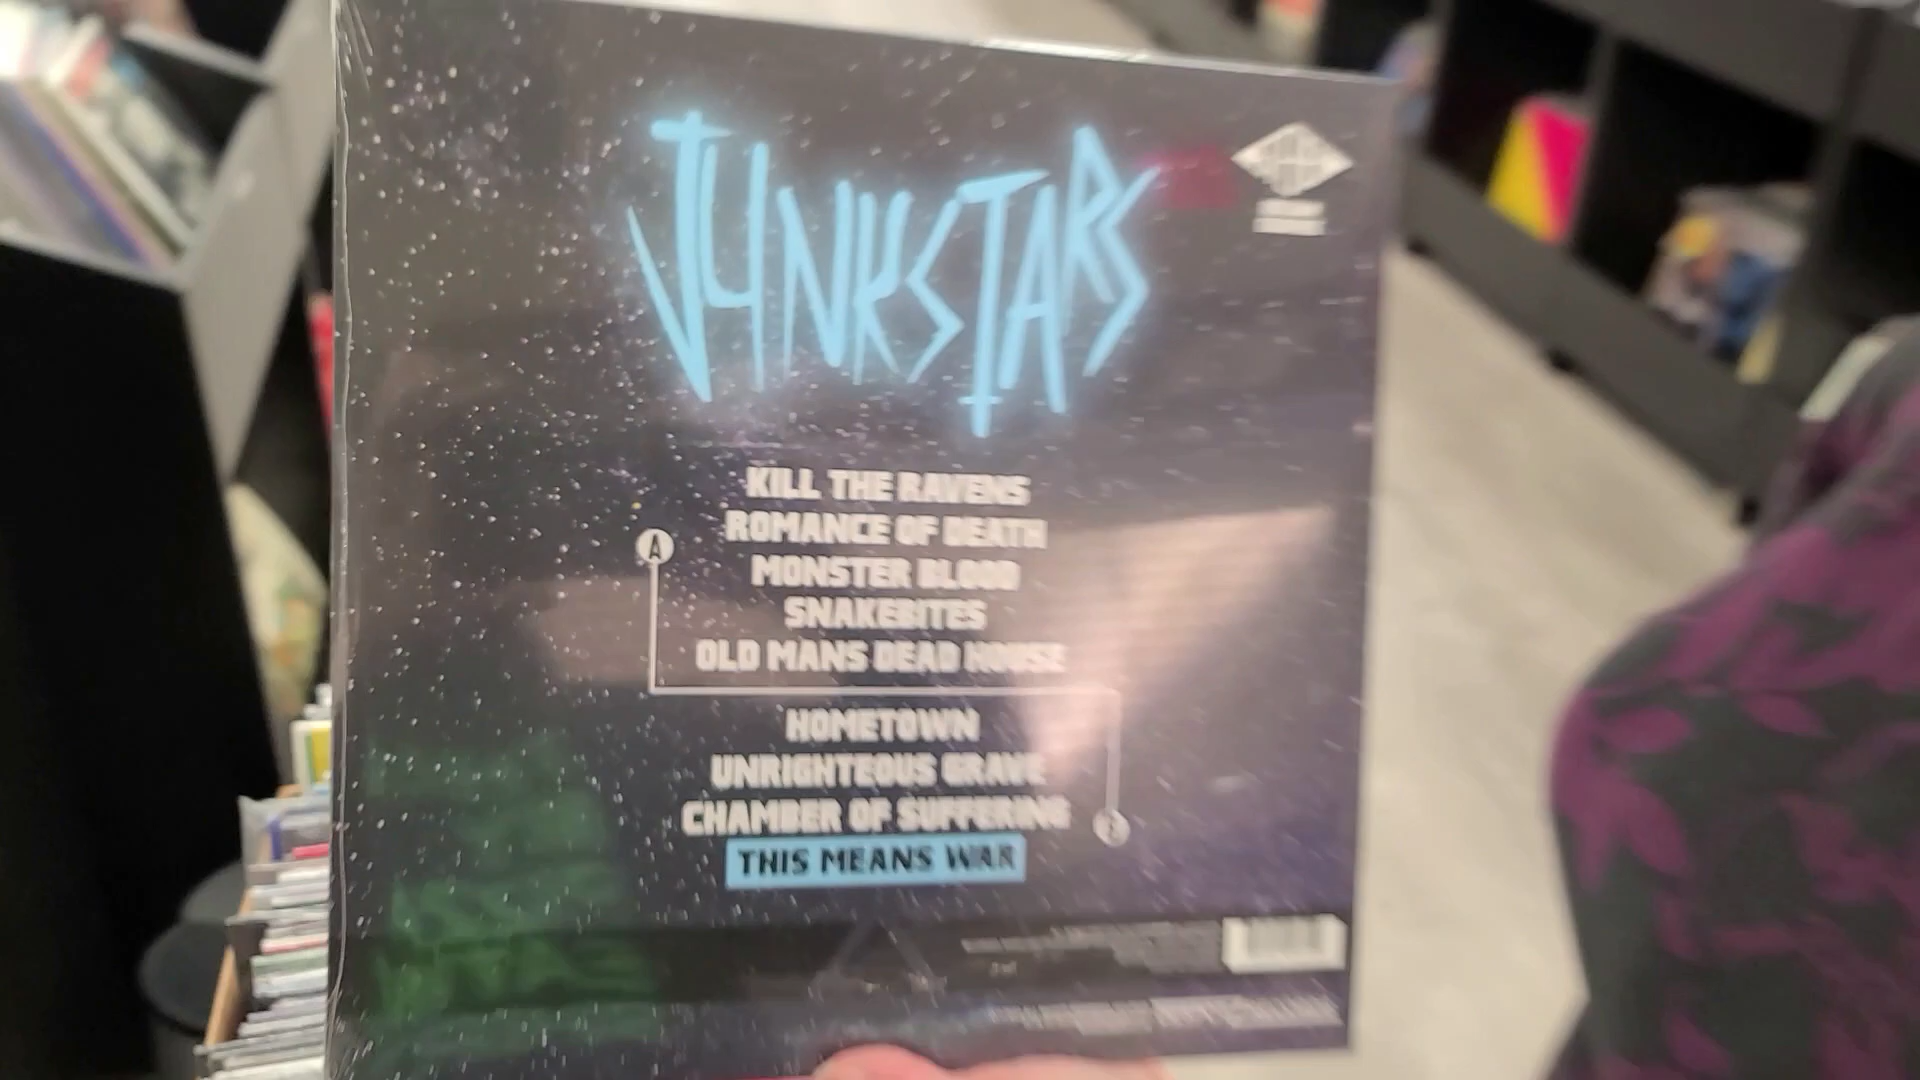 JUNKSTARS
KILL THE RAVENS
ROMANCE OF DEATH
A
MONSTER BLOOD
SNAKEBITES
OLD MANS DEAD HOUSE
HOMETOWN
UNRIGHTEOUS GRAVE
CHAMBER OF SUFFERING
THIS MEANS WAR